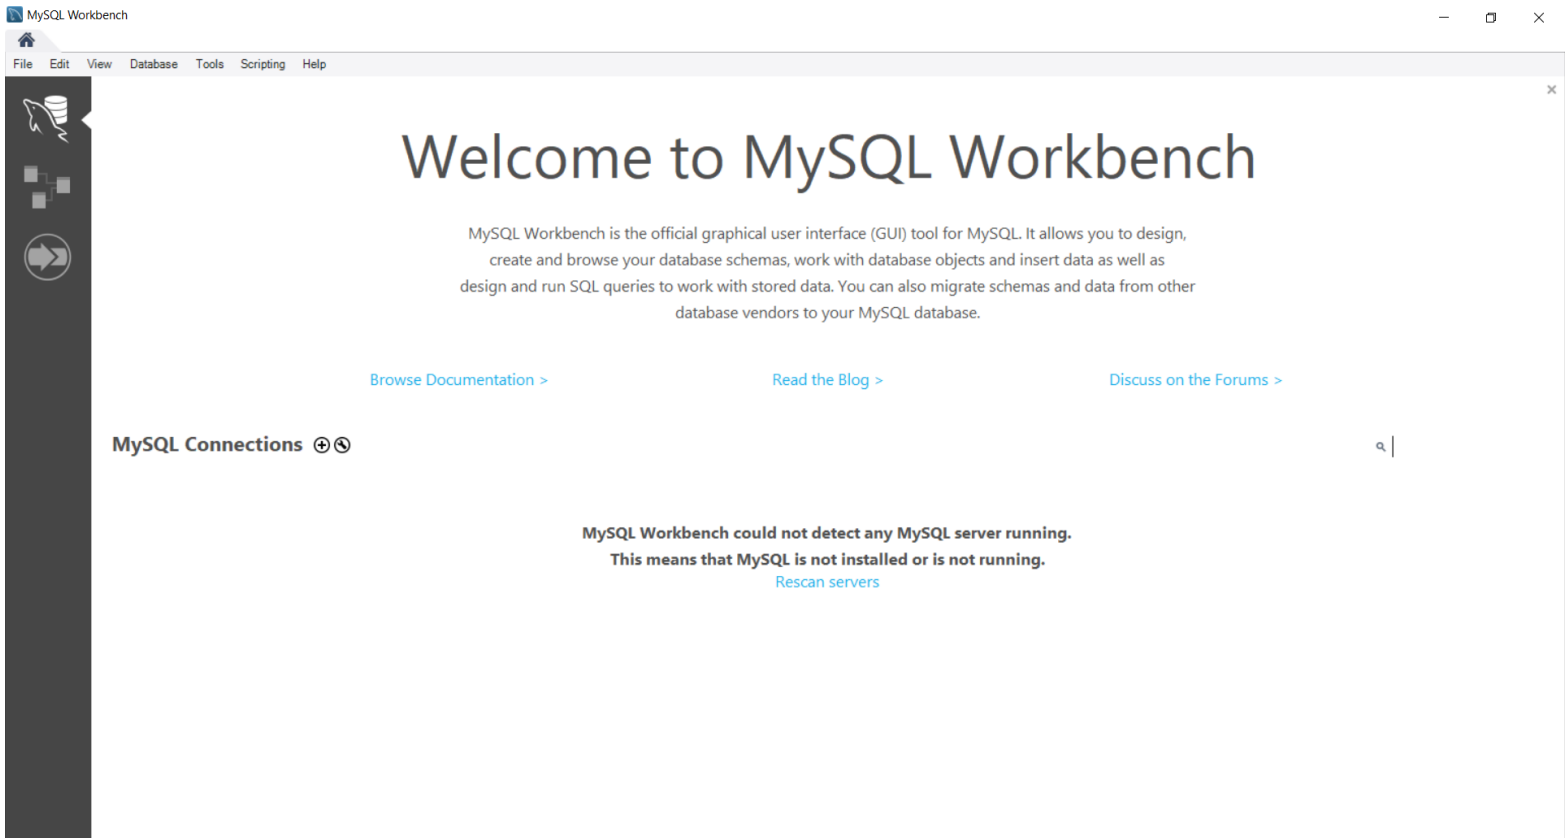 MySQL Workbench
File Edit View Database Tools Scripting Help
Welcome to MySQL Workbench
MySQL Workbench is the official graphical user interface (GUI) tool for MySQL. It allows you to design,
create and browse your database schemas, work with database objects and insert data as well as
design and run SQL queries to work with stored data. You can also migrate schemas and data from other
database vendors to your MySQL database.
Browse Documentation > Read the Blog > Discuss on the Forums >
MySQL Connections
MySQL Workbench could not detect any MySQL server running.
This means that MySQL is not installed or is not running.
Rescan servers